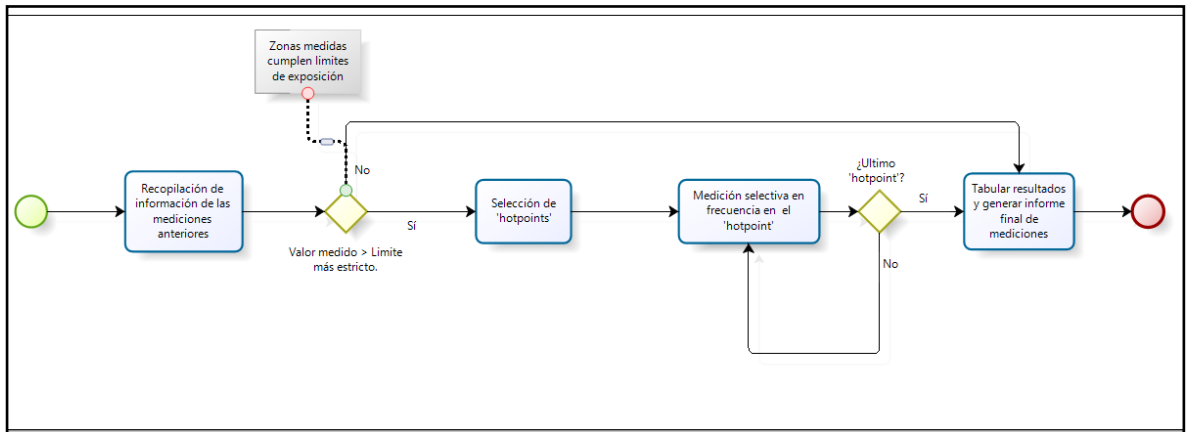 Zonas medidas
cumplen limites
de exposición
No
Recopilación de
información de las
mediciones
anteriores
Valor medido > Limite
más estricto.
Sí
Selección de
'hotpoints'
Medición selectiva en
frecuencia en el
'hotpoint'
¿Ultimo
'hotpoint'?
Sí
No
Tabular resultados
y generar informe
final de
mediciones